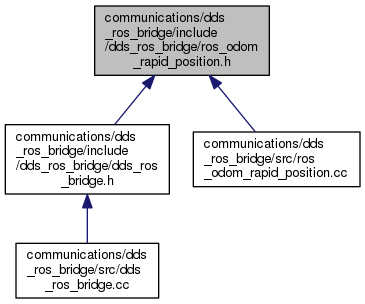 communications/dds
_ros_bridge/include
/dds_ros_bridge/ros_odom
_rapid_position.h
communications/dds
_ros_bridge/include
/dds_ros_bridge/dds_ros
_bridge.h
communications/dds
_ros_bridge/src/ros
_odom_rapid_position.cc
communications/dds
_ros_bridge/src/dds
_ros_bridge.cc